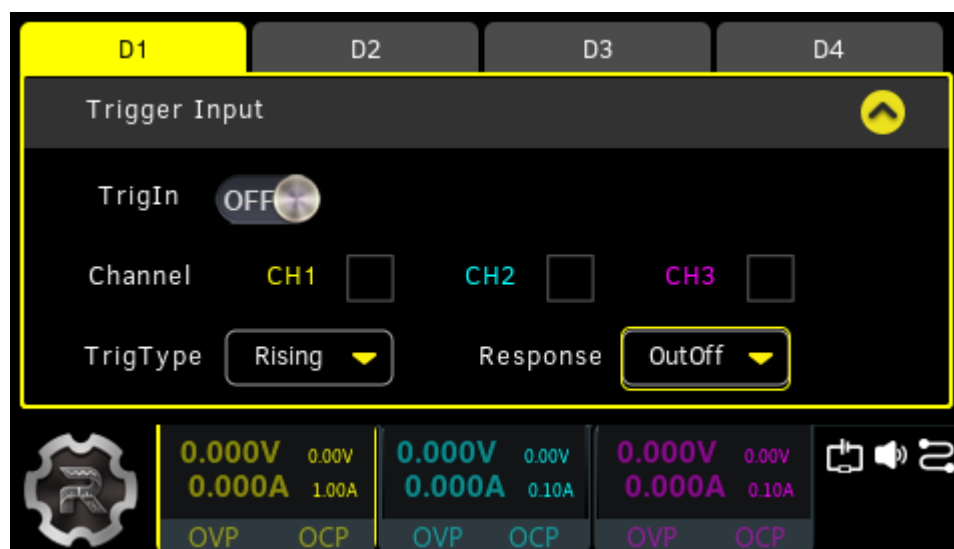 D1 D2 D3 D4
Trigger Input
TrigIn OFF
Channel CH1 CH2 CH3
TrigType Rising Response OutOff
0.000V 0.00V 0.000V 0.00V 0.000V 0.00V
0.000A 1.00A 0.000A 0.10A 0.000A 0.10A
OVP OCP OVP OCP OVP OCP